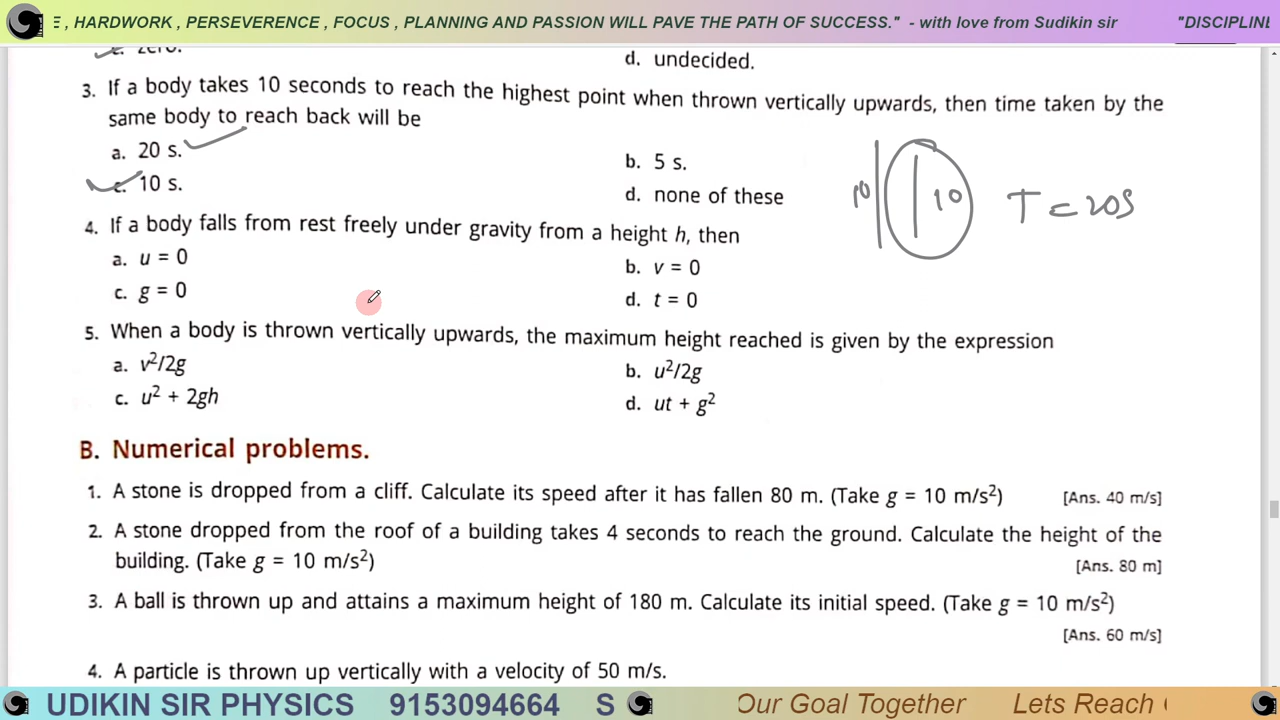 E , HARDWORK , PERSEVERENCE , FOCUS , PLANNING AND PASSION WILL PAVE THE PATH OF SUCCESS." - with love from Sudikin sir "DISCIPLINE
c. zero.
d. undecided.
3. If a body takes 10 seconds to reach the highest point when thrown vertically upwards, then time taken by the
same body to reach back will be
a. 20 s.
b. 5 s.
c. 10 s.
d. none of these
10 10 T = 20s
4. If a body falls from rest freely under gravity from a height h, then
a. u = 0
b. v = 0
c. g = 0
d. t = 0
5. When a body is thrown vertically upwards, the maximum height reached is given by the expression
a. v²/2g
b. u²/2g
c. u² + 2gh
d. ut + g²
B. Numerical problems.
1. A stone is dropped from a cliff. Calculate its speed after it has fallen 80 m. (Take g = 10 m/s²) [Ans. 40 m/s]
2. A stone dropped from the roof of a building takes 4 seconds to reach the ground. Calculate the height of the
building. (Take g = 10 m/s²) [Ans. 80 m]
3. A ball is thrown up and attains a maximum height of 180 m. Calculate its initial speed. (Take g = 10 m/s²)
[Ans. 60 m/s]
4. A particle is thrown up vertically with a velocity of 50 m/s.
UDIKIN SIR PHYSICS 9153094664 S Our Goal Together Lets Reach